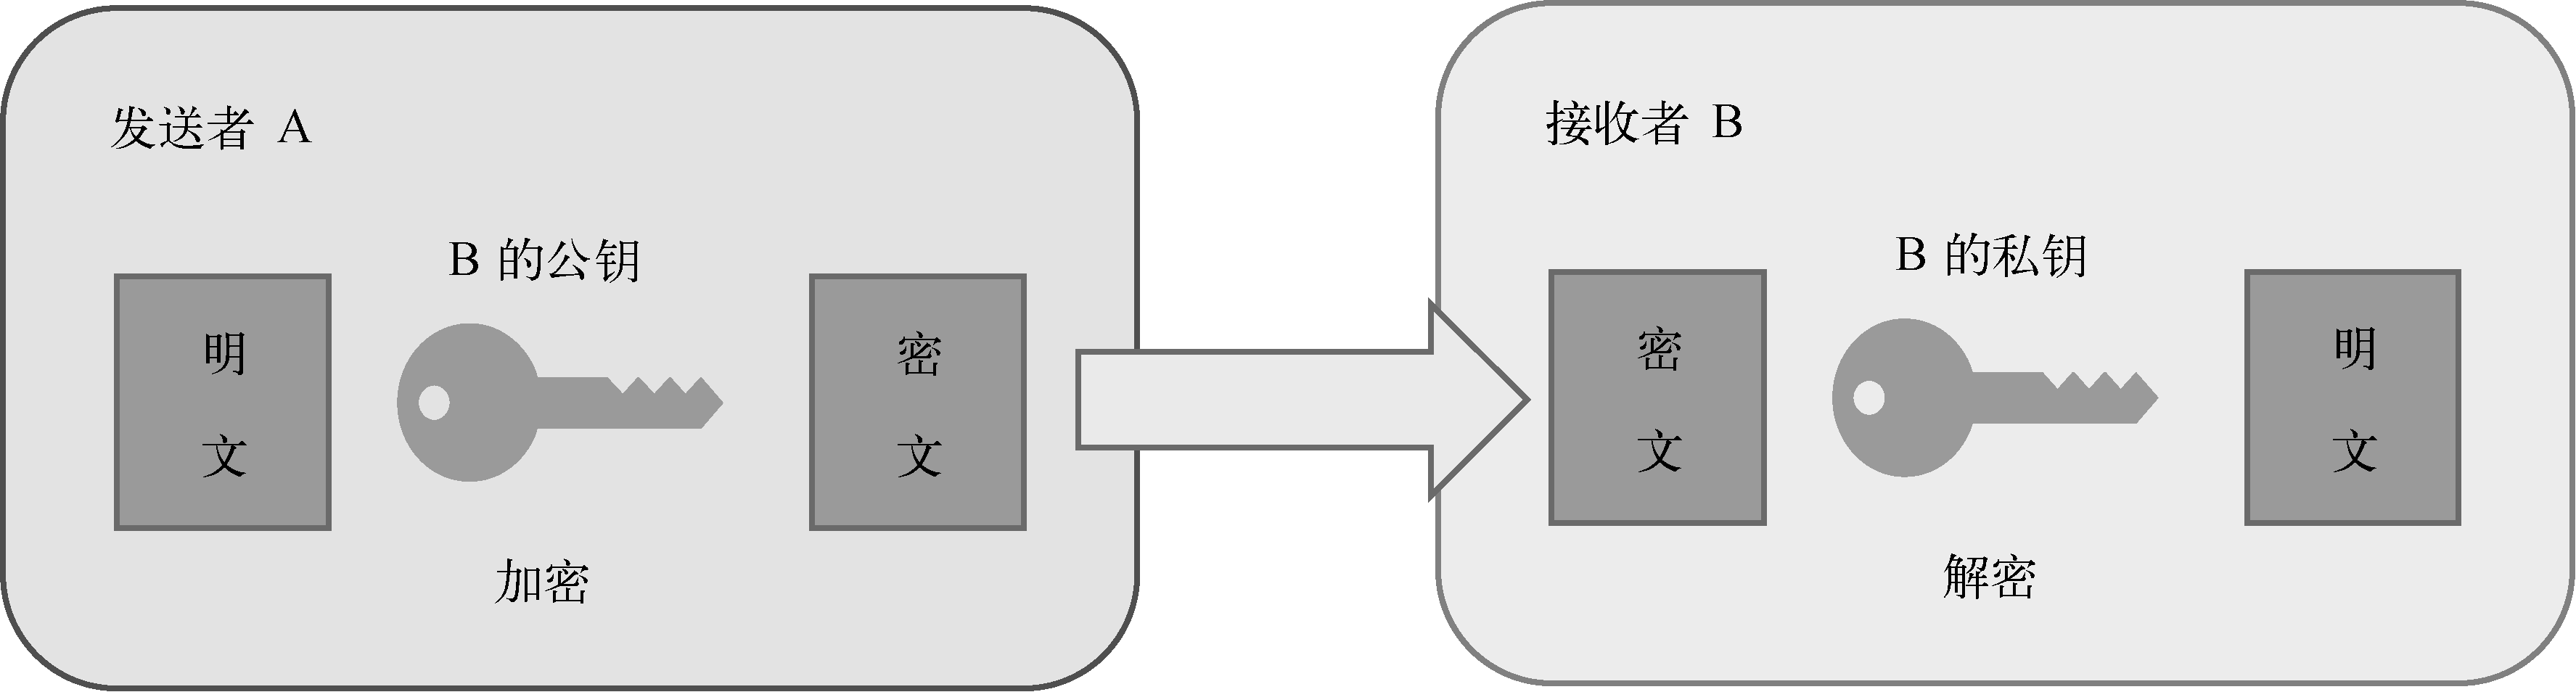 发送者 A
B 的公钥
明文
密文
加密
接收者 B
B 的私钥
密文
明文
解密